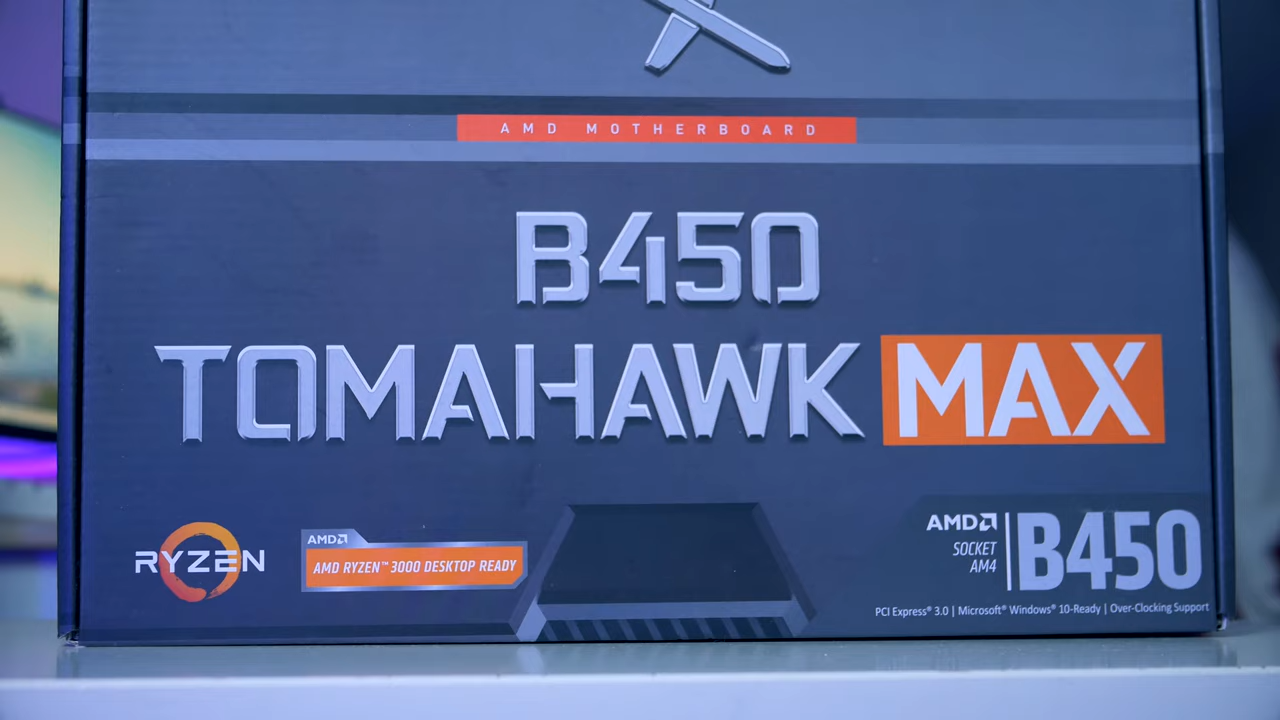 AMD MOTHERBOARD
B450
TOMAHAWK MAX
RYZEN
AMD
AMD RYZEN™ 3000 DESKTOP READY
AMD
SOCKET
AM4
B450
PCI Express® 3.0 | Microsoft® Windows® 10-Ready | Over-Clocking Support